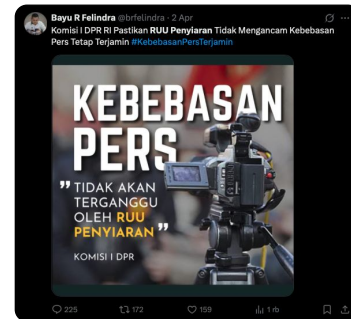 Bayu R Felindra @brfelindra · 2 Apr
Komisi I DPR RI Pastikan RUU Penyiaran Tidak Mengancam Kebebasan
Pers Tetap Terjamin #KebebasanPersTerjamin
KEBEBASAN
PERS
"TIDAK AKAN
TERGANGGU
OLEH RUU
PENYIARAN"
KOMISI I DPR
225 172 159 1 rb